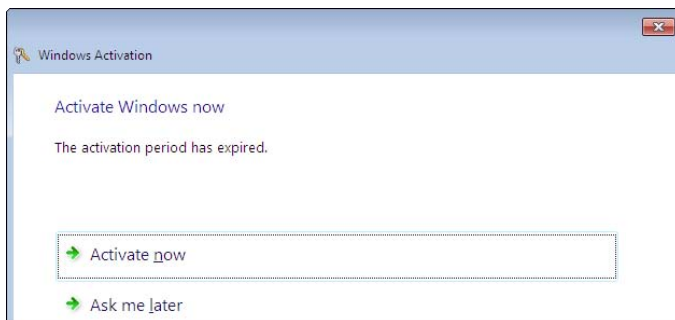 Windows Activation
Activate Windows now
The activation period has expired.
Activate now
Ask me later